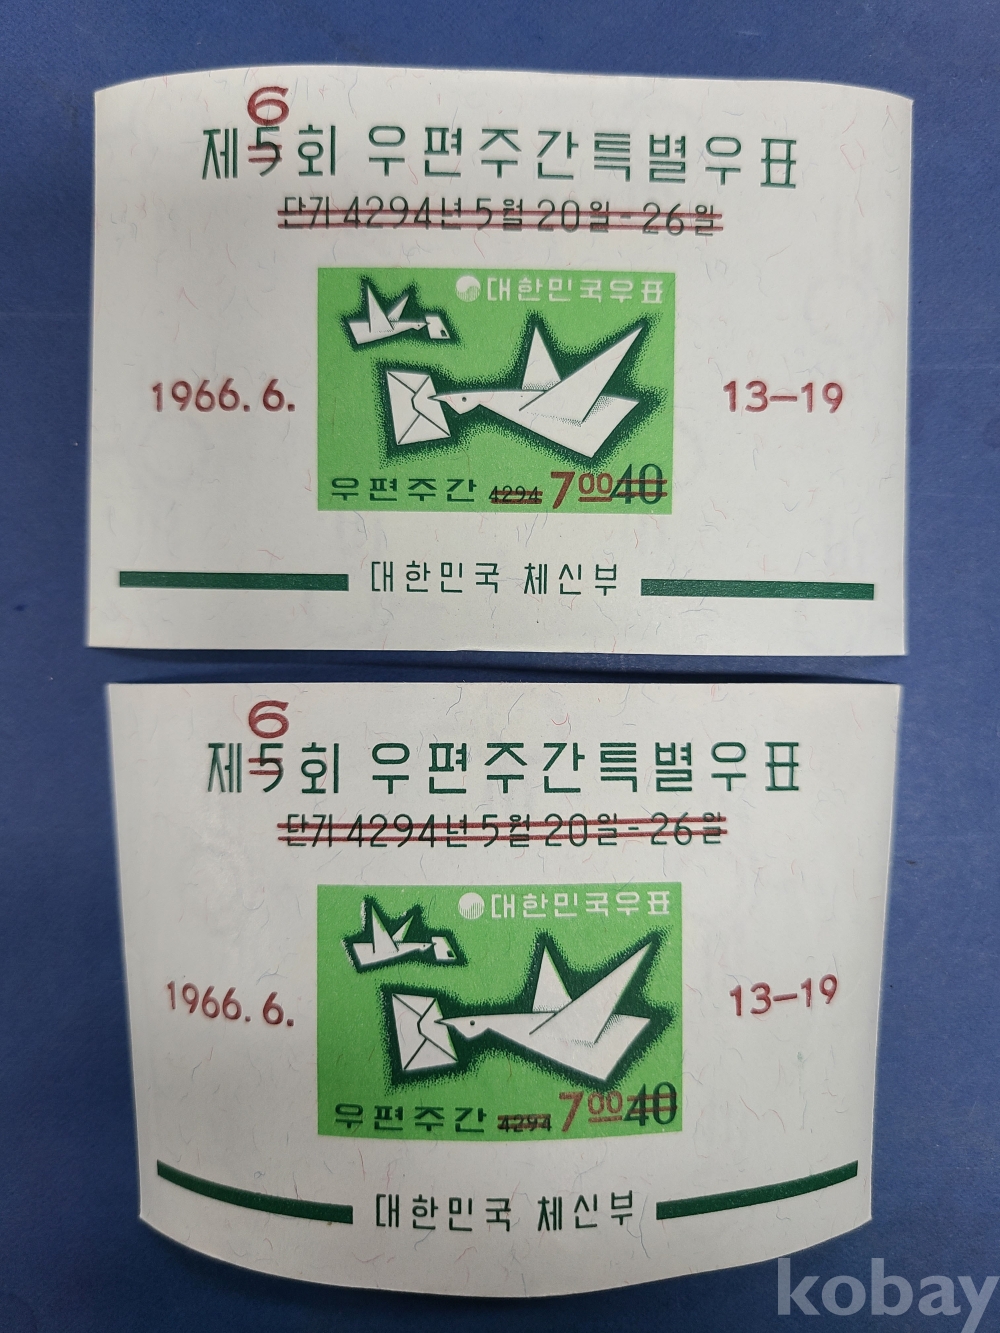 6
제5회 우편주간특별우표
단기 4294년 5월 20일-26일
대한민국우표
1966. 6. 13-19
우편주간 4294 700 40
대한민국 체신부
6
제5회 우편주간특별우표
단기 4294년 5월 20일-26일
대한민국우표
1966. 6. 13-19
우편주간 4294 700 40
대한민국 체신부
kobay